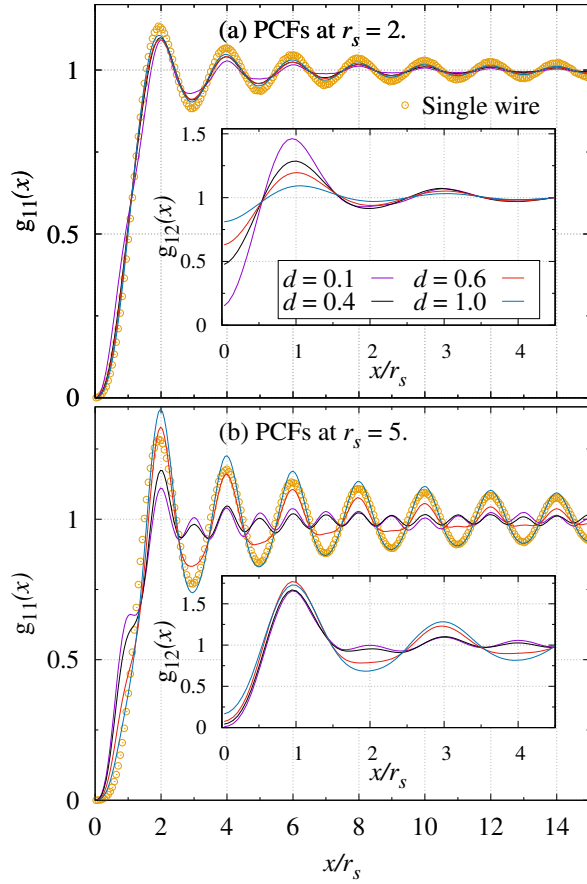 (a) PCFs at r_s = 2.
Single wire
g_11(x)
1
0.5
0
g_12(x)
1.5
1
0.5
0
0 1 2 3 4
x/r_s
d = 0.1 d = 0.6
d = 0.4 d = 1.0
(b) PCFs at r_s = 5.
g_11(x)
1
0.5
0
g_12(x)
1.5
1
0.5
0
0 1 2 3 4
x/r_s
0 2 4 6 8 10 12 14
x/r_s